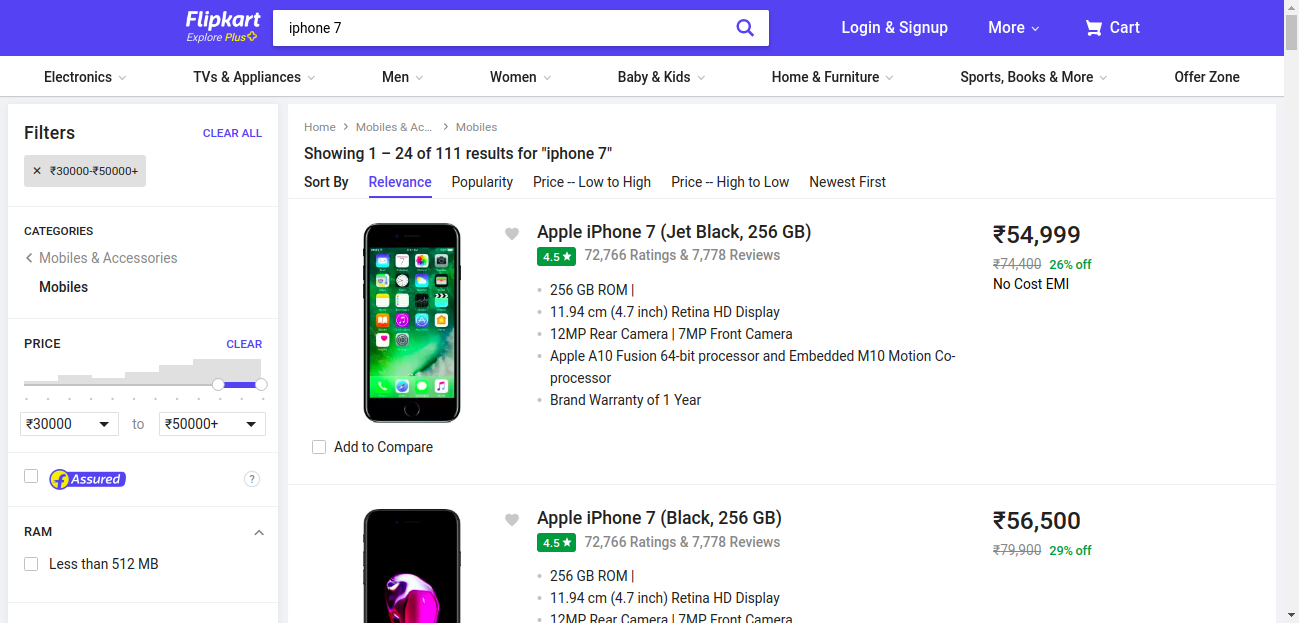 Flipkart
Explore Plus
iphone 7
Login & Signup
More
Cart
Electronics
TVs & Appliances
Men
Women
Baby & Kids
Home & Furniture
Sports, Books & More
Offer Zone
Filters
CLEAR ALL
✕ ₹30000-₹50000+
CATEGORIES
Mobiles & Accessories
Mobiles
PRICE
CLEAR
₹30000
to
₹50000+
f Assured
?
RAM
Less than 512 MB
Home > Mobiles & Ac... > Mobiles
Showing 1 – 24 of 111 results for "iphone 7"
Sort By Relevance Popularity Price -- Low to High Price -- High to Low Newest First
Apple iPhone 7 (Jet Black, 256 GB)
4.5★ 72,766 Ratings & 7,778 Reviews
256 GB ROM |
11.94 cm (4.7 inch) Retina HD Display
12MP Rear Camera | 7MP Front Camera
Apple A10 Fusion 64-bit processor and Embedded M10 Motion Co-
processor
Brand Warranty of 1 Year
₹54,999
₹74,400 26% off
No Cost EMI
Add to Compare
Apple iPhone 7 (Black, 256 GB)
4.5★ 72,766 Ratings & 7,778 Reviews
256 GB ROM |
11.94 cm (4.7 inch) Retina HD Display
12MP Rear Camera | 7MP Front Camera
₹56,500
₹79,900 29% off